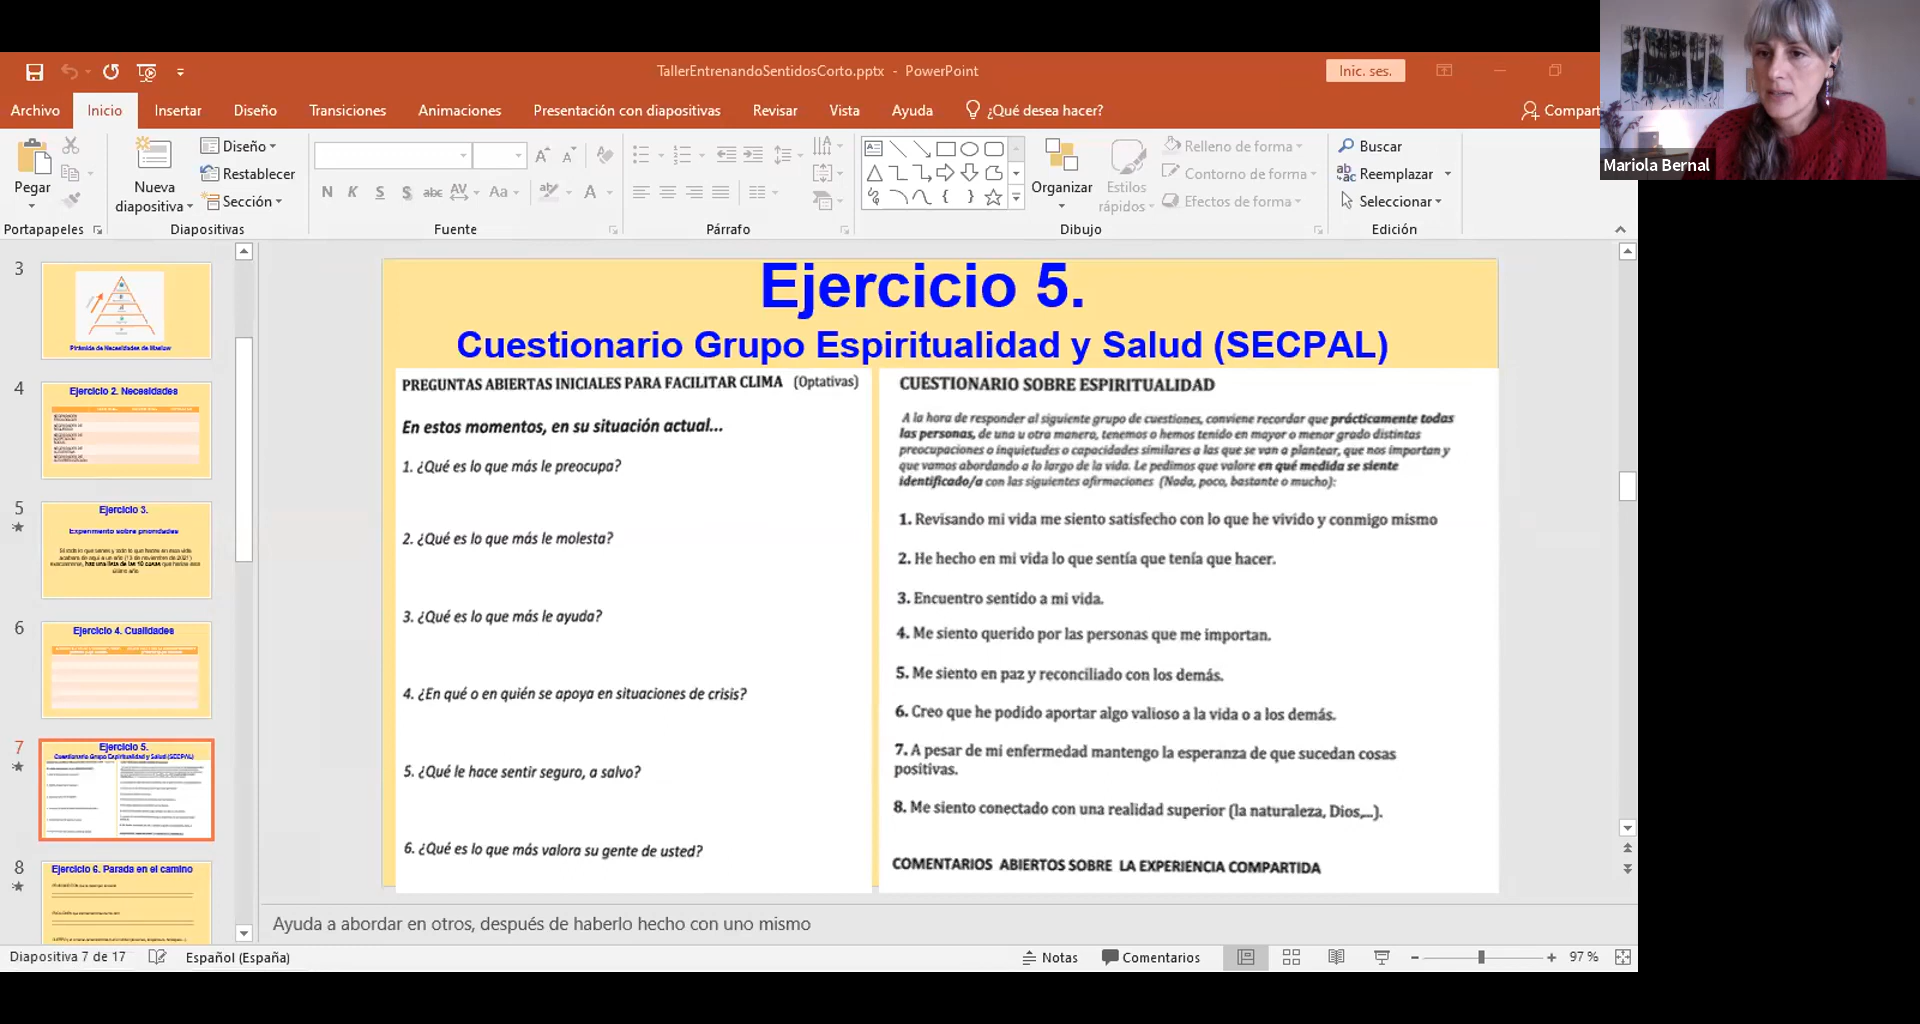 TallerEntrenandoSentidosCorto.pptx - PowerPoint
Inic. ses.
Archivo Inicio Insertar Diseño Transiciones Animaciones Presentación con diapositivas Revisar Vista Ayuda ¿Qué desea hacer? Compart
Mariola Bernal
Pegar
Nueva
diapositiva
Diseño
Restablecer
Sección
N K S S abc AV Aa A
Organizar
Estilos
rápidos
Relleno de forma
Contorno de forma
Efectos de forma
Buscar
Reemplazar
Seleccionar
Portapapeles Diapositivas Fuente Párrafo Dibujo Edición
3
Pirámide de Necesidades de Maslow
4
Ejercicio 2. Necesidades
5
Ejercicio 3.
Experimento sobre prioridades
6
Ejercicio 4. Cualidades
7
Ejercicio 5.
Cuestionario Grupo Espiritualidad y Salud (SECPAL)
8
Ejercicio 6. Parada en el camino
Ejercicio 5.
Cuestionario Grupo Espiritualidad y Salud (SECPAL)
PREGUNTAS ABIERTAS INICIALES PARA FACILITAR CLIMA (Optativas)
En estos momentos, en su situación actual...
1. ¿Qué es lo que más le preocupa?
2. ¿Qué es lo que más le molesta?
3. ¿Qué es lo que más le ayuda?
4. ¿En qué o en quién se apoya en situaciones de crisis?
5. ¿Qué le hace sentir seguro, a salvo?
6. ¿Qué es lo que más valora su gente de usted?
CUESTIONARIO SOBRE ESPIRITUALIDAD
A la hora de responder al siguiente grupo de cuestiones, conviene recordar que prácticamente todas
las personas, de una u otra manera, tenemos o hemos tenido en mayor o menor grado distintas
preocupaciones o inquietudes o capacidades similares a las que se van a plantear, que nos importan y
que vamos abordando a lo largo de la vida. Le pedimos que valore en qué medida se siente
identificado/a con las siguientes afirmaciones (Nada, poco, bastante o mucho):
1. Revisando mi vida me siento satisfecho con lo que he vivido y conmigo mismo
2. He hecho en mi vida lo que sentía que tenía que hacer.
3. Encuentro sentido a mi vida.
4. Me siento querido por las personas que me importan.
5. Me siento en paz y reconciliado con los demás.
6. Creo que he podido aportar algo valioso a la vida o a los demás.
7. A pesar de mi enfermedad mantengo la esperanza de que sucedan cosas
positivas.
8. Me siento conectado con una realidad superior (la naturaleza, Dios,...).
COMENTARIOS ABIERTOS SOBRE LA EXPERIENCIA COMPARTIDA
Ayuda a abordar en otros, después de haberlo hecho con uno mismo
Diapositiva 7 de 17 Español (España) Notas Comentarios 97 %